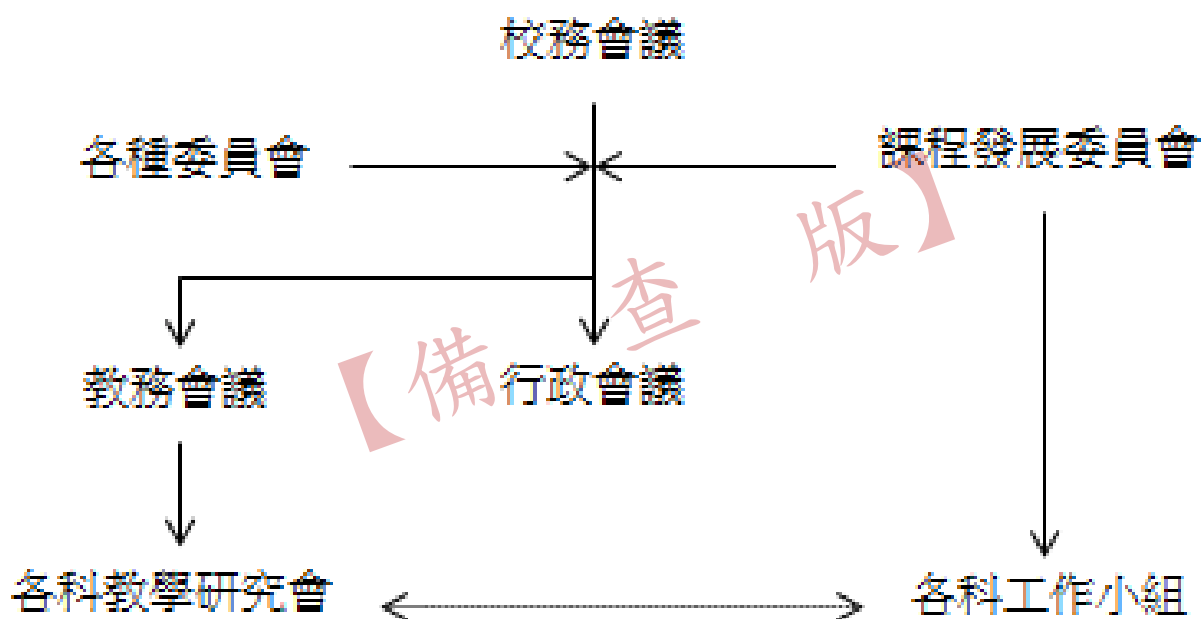 校務會議
各種委員會
課程發展委員會
【備查版】
教務會議
行政會議
各科教學研究會
各科工作小組